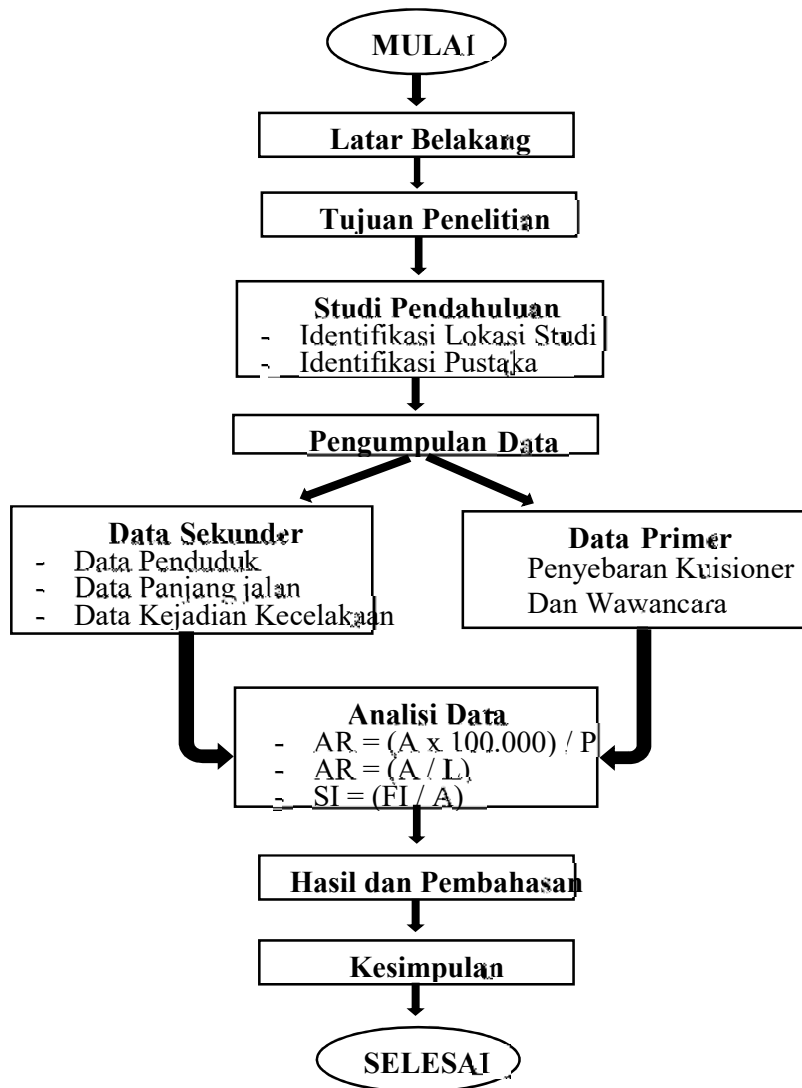 MULAI
Latar Belakang
Tujuan Penelitian
Studi Pendahuluan
- Identifikasi Lokasi Studi
- Identifikasi Pustaka
Pengumpulan Data
Data Sekunder
- Data Penduduk
- Data Panjang jalan
- Data Kejadian Kecelakaan
Data Primer
Penyebaran Kuisioner
Dan Wawancara
Analisi Data
- AR = (A x 100.000) / P
- AR = (A / L)
- SI = (FI / A)
Hasil dan Pembahasan
Kesimpulan
SELESAI